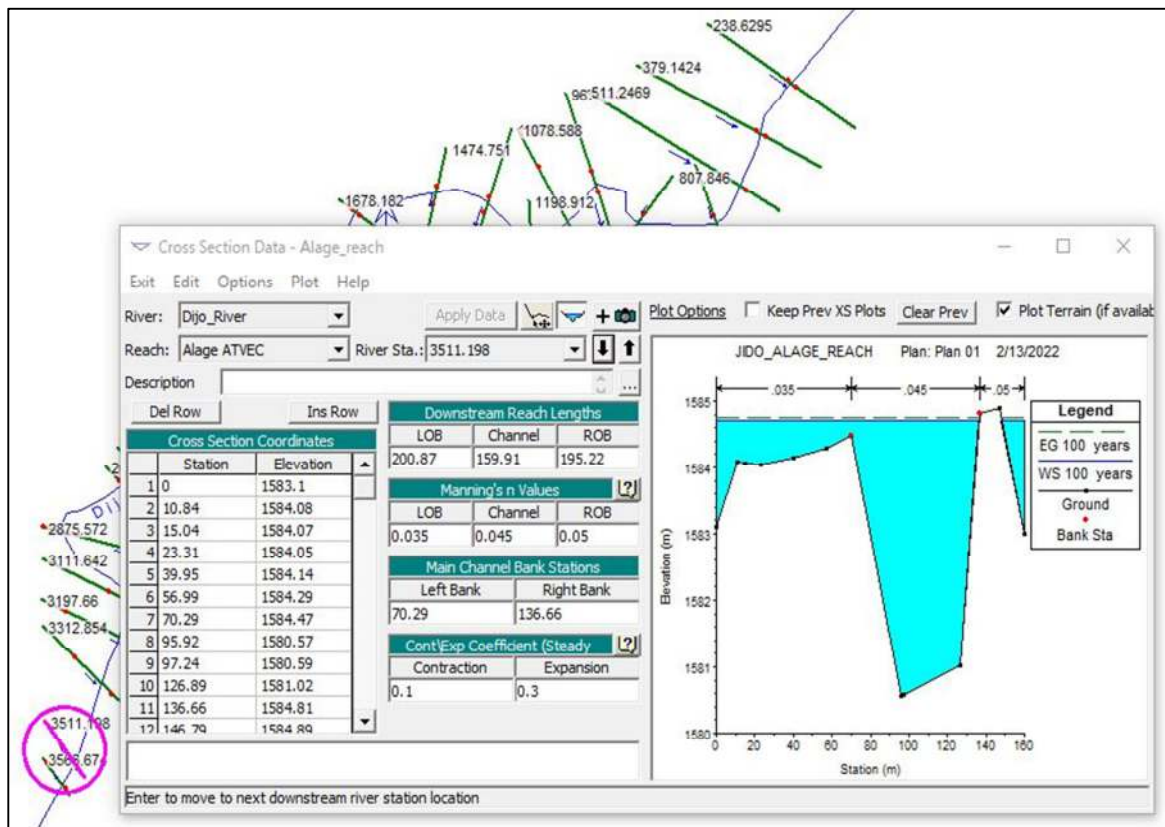 238.6295
379.1424
511.2469
1078.588
1474.751
807.846
1198.912
1678.182
Cross Section Data - Alage_reach
Exit Edit Options Plot Help
River: Dijo_River Apply Data Plot Options Keep Prev XS Plots Clear Prev Plot Terrain (if availab
Reach: Alage ATVEC River Sta.: 3511.198
Description ...
Del Row Ins Row
Cross Section Coordinates
Station Elevation
1 0 1583.1
2 10.84 1584.08
3 15.04 1584.07
4 23.31 1584.05
5 39.95 1584.14
6 56.99 1584.29
7 70.29 1584.47
8 95.92 1580.57
9 97.24 1580.59
10 126.89 1581.02
11 136.66 1584.81
12 146.79 1584.89
Downstream Reach Lengths
LOB Channel ROB
200.87 159.91 195.22
Manning's n Values
LOB Channel ROB
0.035 0.045 0.05
Main Channel Bank Stations
Left Bank Right Bank
70.29 136.66
Cont\Exp Coefficient (Steady
Contraction Expansion
0.1 0.3
JIDO_ALAGE_REACH Plan: Plan 01 2/13/2022
.035 .045 .05
1585
1584
1583
1582
1581
1580
Elevation (m)
0 20 40 60 80 100 120 140 160
Station (m)
Legend
EG 100 years
WS 100 years
Ground
Bank Sta
Enter to move to next downstream river station location
Dij
2875.572
3111.642
3197.66
3312.854
3511.198